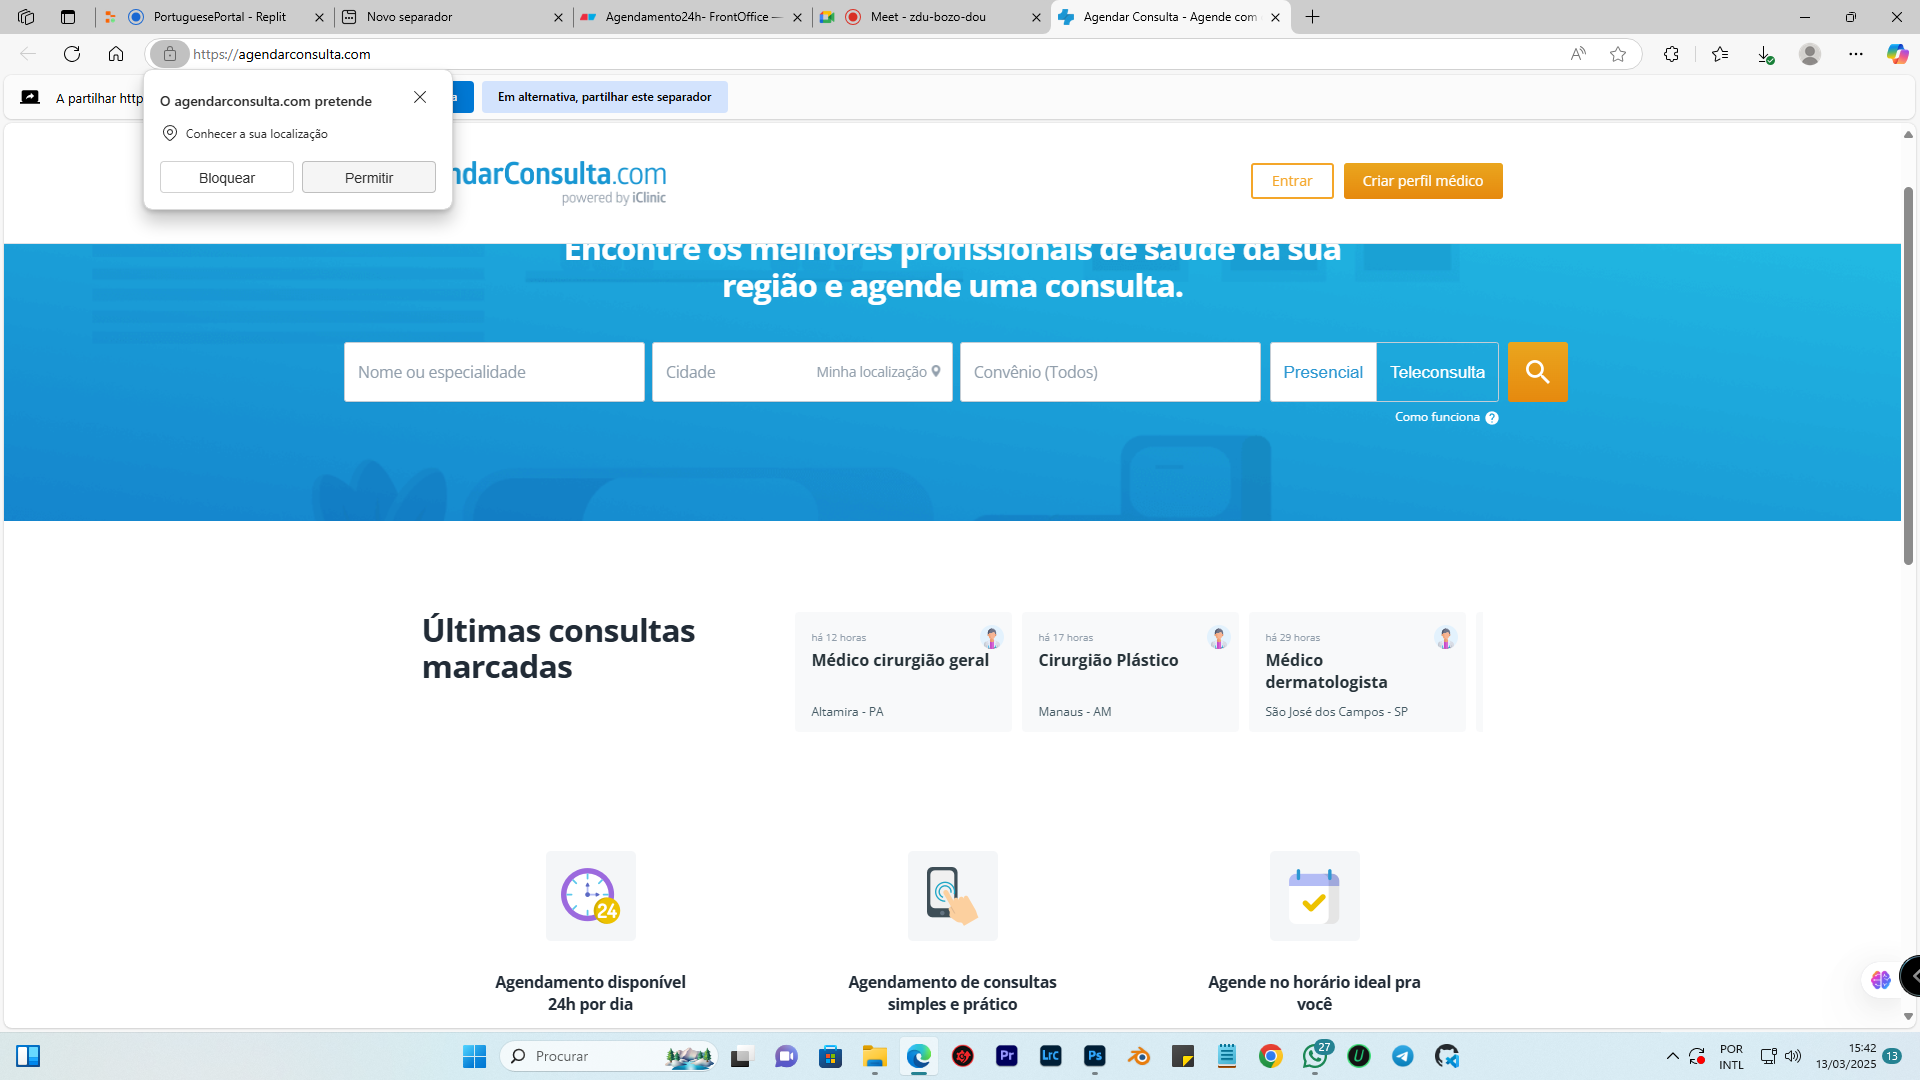 PortuguesePortal - Replit
Novo separador
Agendamento24h- FrontOffice —
Meet - zdu-bozo-dou
Agendar Consulta - Agende com
https://agendarconsulta.com
A partilhar http
a
Em alternativa, partilhar este separador
O agendarconsulta.com pretende
Conhecer a sua localização
Bloquear
Permitir
ndarConsulta.com
powered by iClinic
Entrar
Criar perfil médico
Encontre os melhores profissionais de saúde da sua
região e agende uma consulta.
Nome ou especialidade
Cidade
Minha localização
Convênio (Todos)
Presencial
Teleconsulta
Como funciona ?
Últimas consultas
marcadas
há 12 horas
Médico cirurgião geral
Altamira - PA
há 17 horas
Cirurgião Plástico
Manaus - AM
há 29 horas
Médico
dermatologista
São José dos Campos - SP
24
Agendamento disponível
24h por dia
Agendamento de consultas
simples e prático
Agende no horário ideal pra
você
Procurar
Pr
LrC
Ps
27
U
POR
INTL
15:42
13/03/2025
13